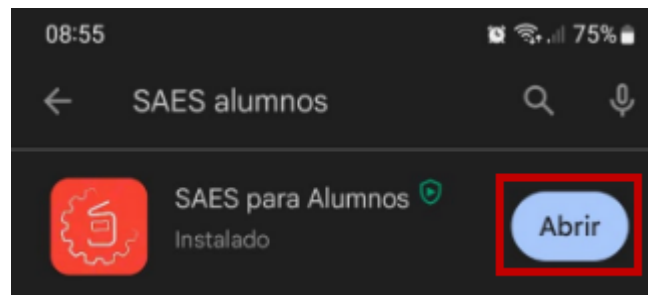 08:55 75%
SAES alumnos
SAES para Alumnos
Instalado
Abrir